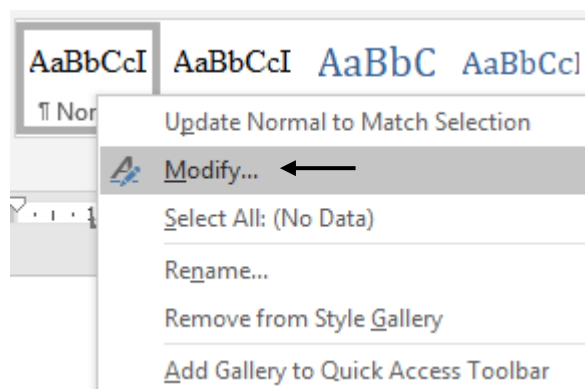 AaBbCcI AaBbCcI AaBbC AaBbCcl
¶ Nor
Update Normal to Match Selection
Modify...
Select All: (No Data)
Rename...
Remove from Style Gallery
Add Gallery to Quick Access Toolbar